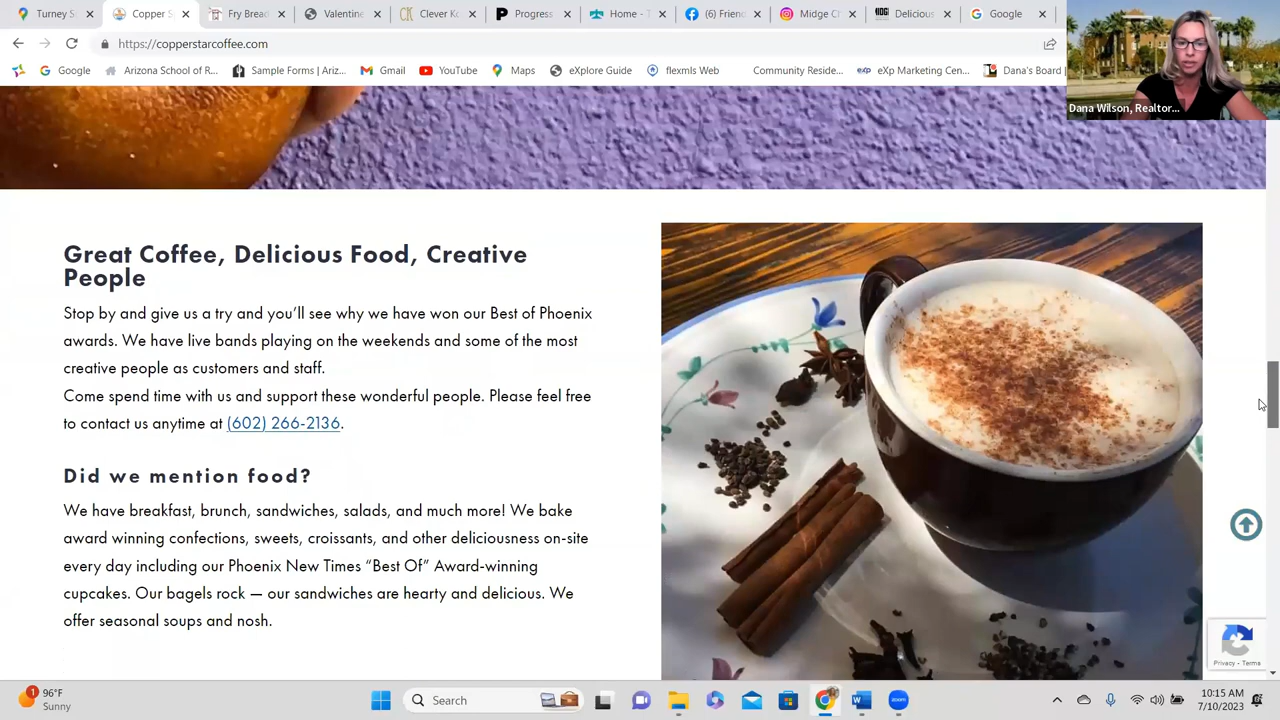 Turney S
Copper S
Fry Bread
Valentine
Clever Ko
Progress
Home - T
(6) Friene
Midge Ch
Delicious
Google
https://copperstarcoffee.com
Google
Arizona School of R...
Sample Forms | Ariz...
Gmail
YouTube
Maps
eXplore Guide
flexmls Web
Community Reside...
eXp Marketing Cen...
Dana's Board
Dana Wilson, Realtor...
Great Coffee, Delicious Food, Creative
People
Stop by and give us a try and you'll see why we have won our Best of Phoenix
awards. We have live bands playing on the weekends and some of the most
creative people as customers and staff.
Come spend time with us and support these wonderful people. Please feel free
to contact us anytime at (602) 266-2136.
Did we mention food?
We have breakfast, brunch, sandwiches, salads, and much more! We bake
award winning confections, sweets, croissants, and other deliciousness on-site
every day including our Phoenix New Times “Best Of” Award-winning
cupcakes. Our bagels rock — our sandwiches are hearty and delicious. We
offer seasonal soups and nosh.
Privacy - Terms
1
96°F
Sunny
Search
zoom
10:15 AM
7/10/2023